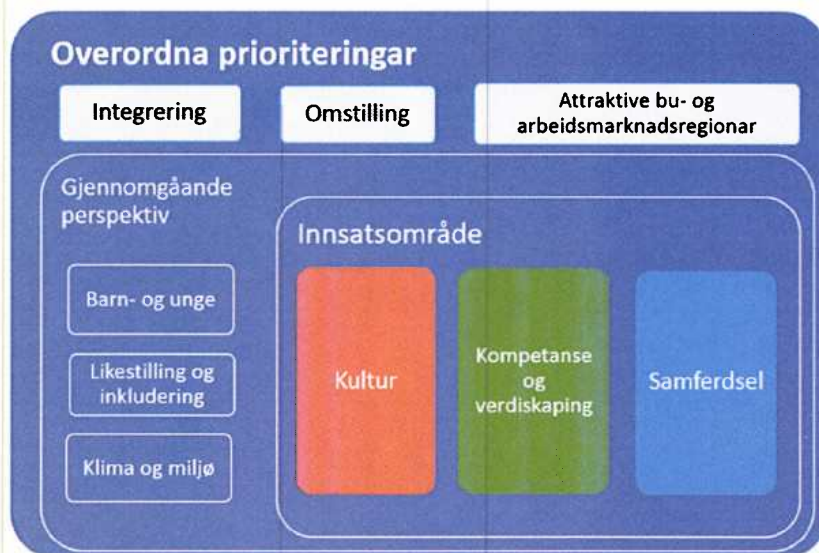 Overordna prioriteringar
Integrering
Omstilling
Attraktive bu- og
arbeidsmarknadsregionar
Gjennomgåande
perspektiv
Barn- og unge
Likestilling og
inkludering
Klima og miljø
Innsatsområde
Kultur
Kompetanse
og
verdiskaping
Samferdsel